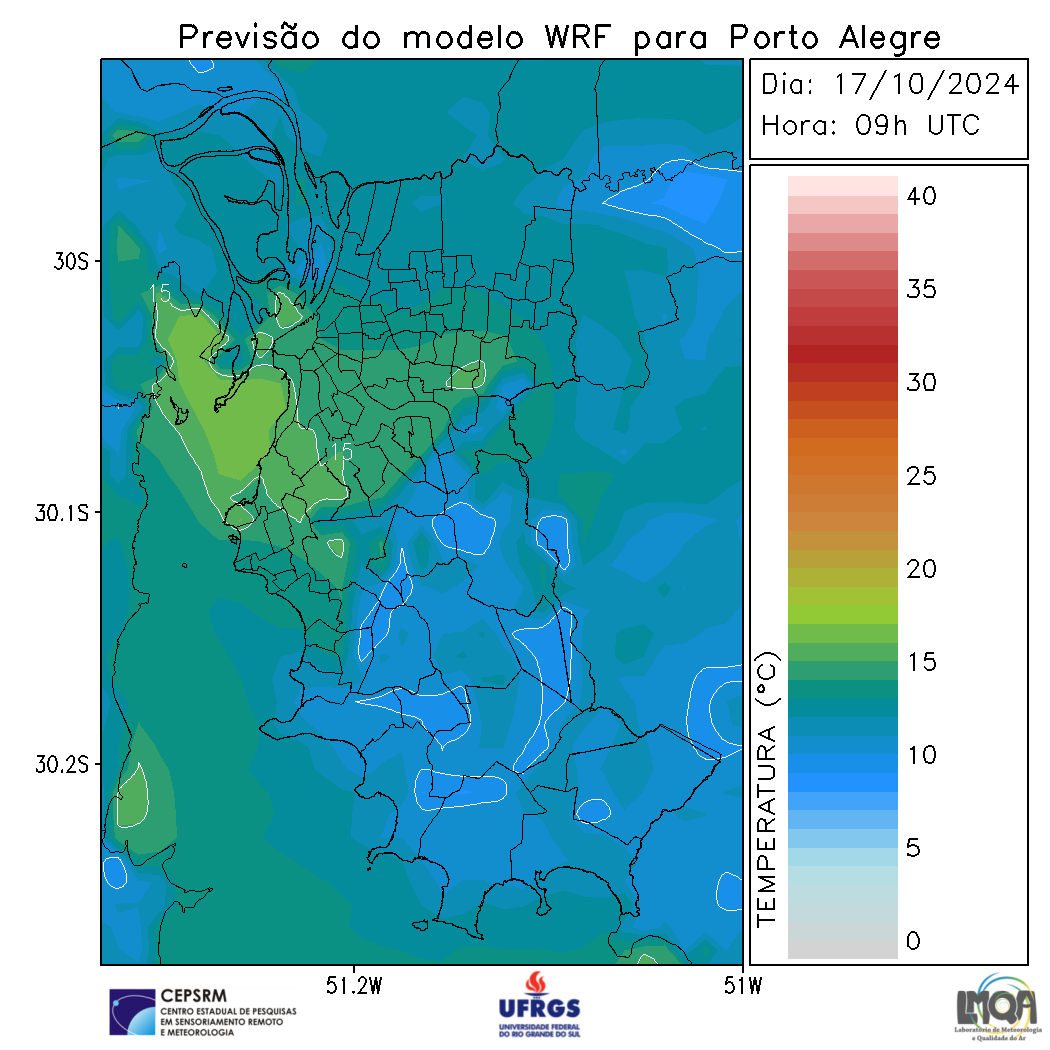 Previsão do modelo WRF para Porto Alegre
Dia: 17/10/2024
Hora: 09h UTC
40
35
30
25
20
15
10
5
0
TEMPERATURA (°C)
30S
30.1S
30.2S
51.2W
51W
15
15
CEPSRM
CENTRO ESTADUAL DE PESQUISAS
EM SENSORIAMENTO REMOTO
E METEOROLOGIA
UFRGS
UNIVERSIDADE FEDERAL
DO RIO GRANDE DO SUL
LMQA
Laboratório de Meteorologia
e Qualidade do Ar